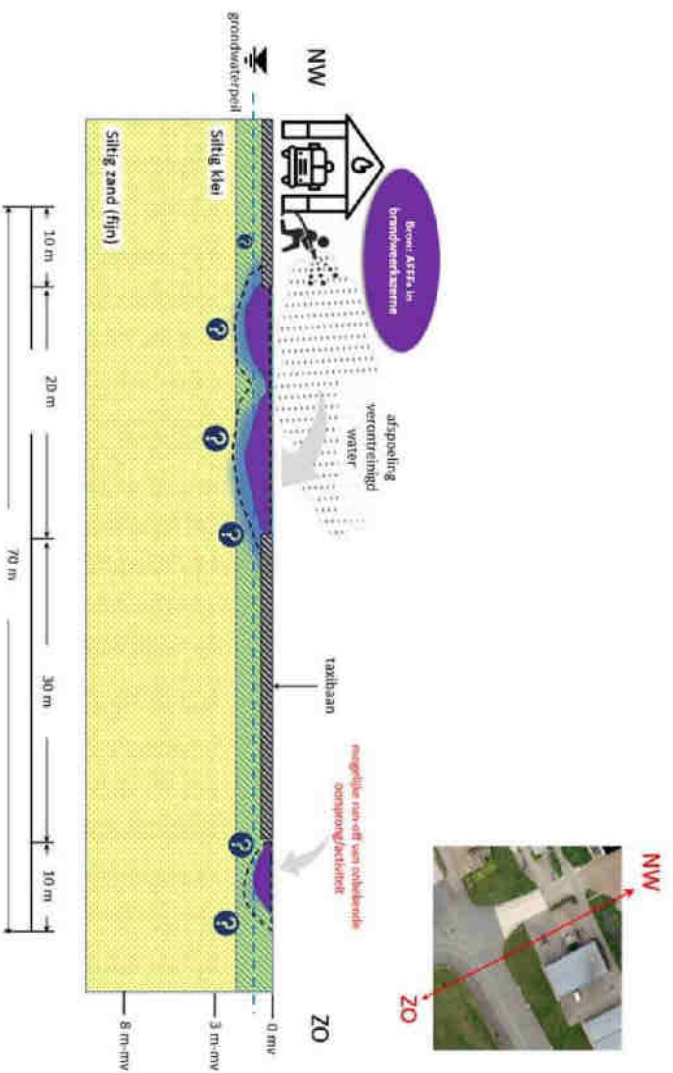 NW
ZO
NW
grondwaterpeil
Bron: AFFFs in
brandweerkazerne
afspoeling
verontreinigd
water
taxibaan
mogelijke run-off van onbekende
oorsprong/activiteit
ZO
0 mv
3 m-mv
8 m-mv
Siltig klei
Siltig zand (fijn)
?
?
?
?
?
?
10 m
20 m
30 m
10 m
70 m